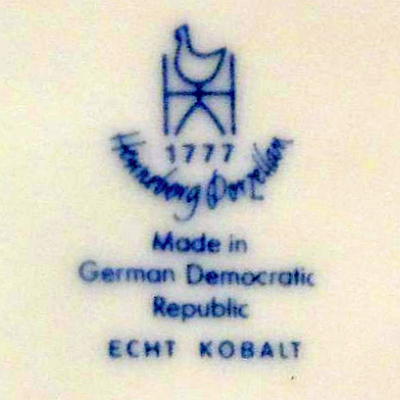 1777
Henneberg Porzellan
Made in
German Democratic
Republic
ECHT KOBALT